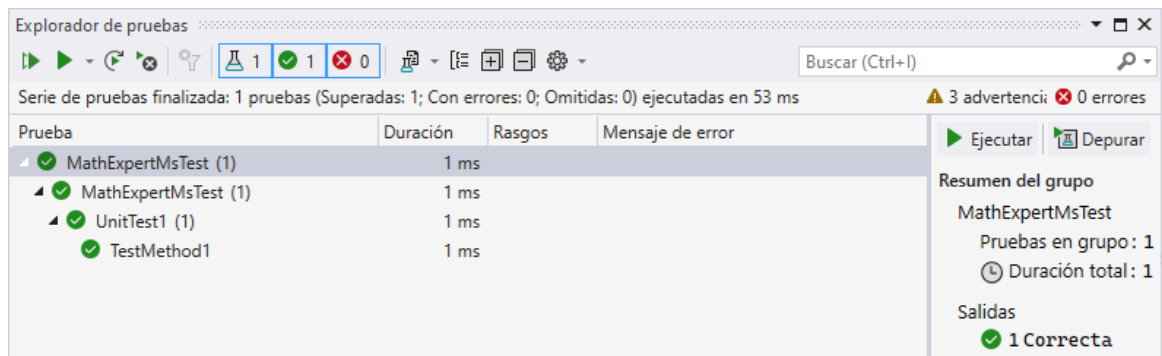 Explorador de pruebas
1 1 0 Buscar (Ctrl+I)
Serie de pruebas finalizada: 1 pruebas (Superadas: 1; Con errores: 0; Omitidas: 0) ejecutadas en 53 ms 3 advertencia 0 errores
Prueba Duración Rasgos Mensaje de error
MathExpertMsTest (1) 1 ms
MathExpertMsTest (1) 1 ms
UnitTest1 (1) 1 ms
TestMethod1 1 ms
Ejecutar Depurar
Resumen del grupo
MathExpertMsTest
Pruebas en grupo: 1
Duración total: 1
Salidas
1 Correcta